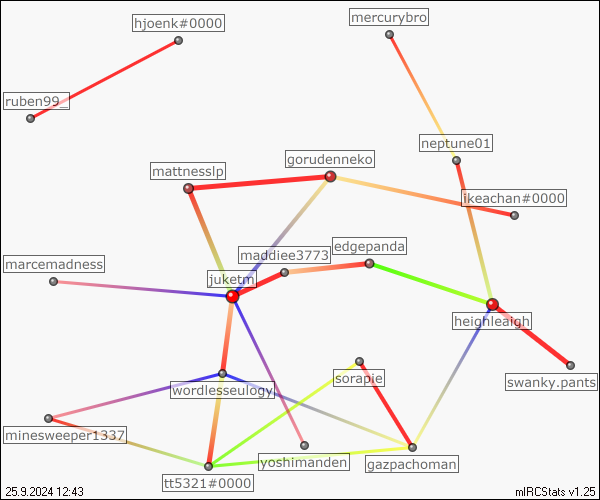 mercurybro
hjoenk#0000
ruben99_
neptune01
gorudenneko
mattnesslp
ikeachan#0000
edgepanda
maddiee3773
marcemadness
juketm
heighleaigh
sorapie
swanky.pants
wordlesseulogy
minesweeper1337
yoshimanden
gazpachoman
tt5321#0000
25.9.2024 12:43
mIRCStats v1.25